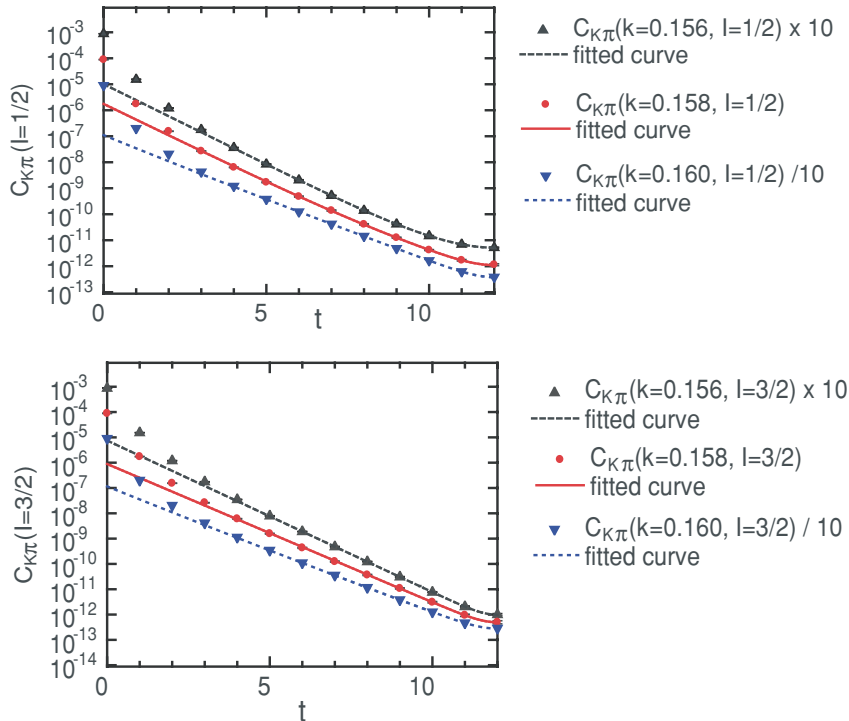 10⁻³
10⁻⁴
10⁻⁵
10⁻⁶
10⁻⁷
10⁻⁸
10⁻⁹
10⁻¹⁰
10⁻¹¹
10⁻¹²
10⁻¹³
C_Kπ(I=1/2)
0 5 10
t
C_Kπ(k=0.156, I=1/2) x 10
fitted curve
C_Kπ(k=0.158, I=1/2)
fitted curve
C_Kπ(k=0.160, I=1/2) /10
fitted curve
10⁻³
10⁻⁴
10⁻⁵
10⁻⁶
10⁻⁷
10⁻⁸
10⁻⁹
10⁻¹⁰
10⁻¹¹
10⁻¹²
10⁻¹³
10⁻¹⁴
C_Kπ(I=3/2)
0 5 10
t
C_Kπ(k=0.156, I=3/2) x 10
fitted curve
C_Kπ(k=0.158, I=3/2)
fitted curve
C_Kπ(k=0.160, I=3/2) / 10
fitted curve